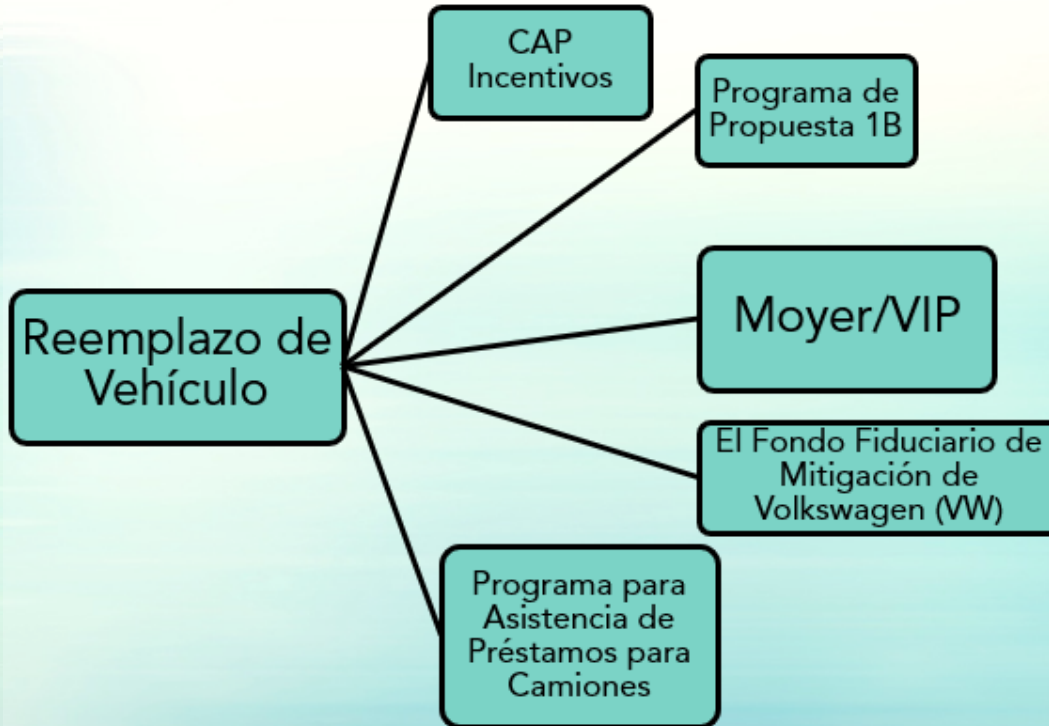 CAP
Incentivos
Programa de
Propuesta 1B
Moyer/VIP
Reemplazo de
Vehículo
El Fondo Fiduciario de
Mitigación de
Volkswagen (VW)
Programa para
Asistencia de
Préstamos para
Camiones